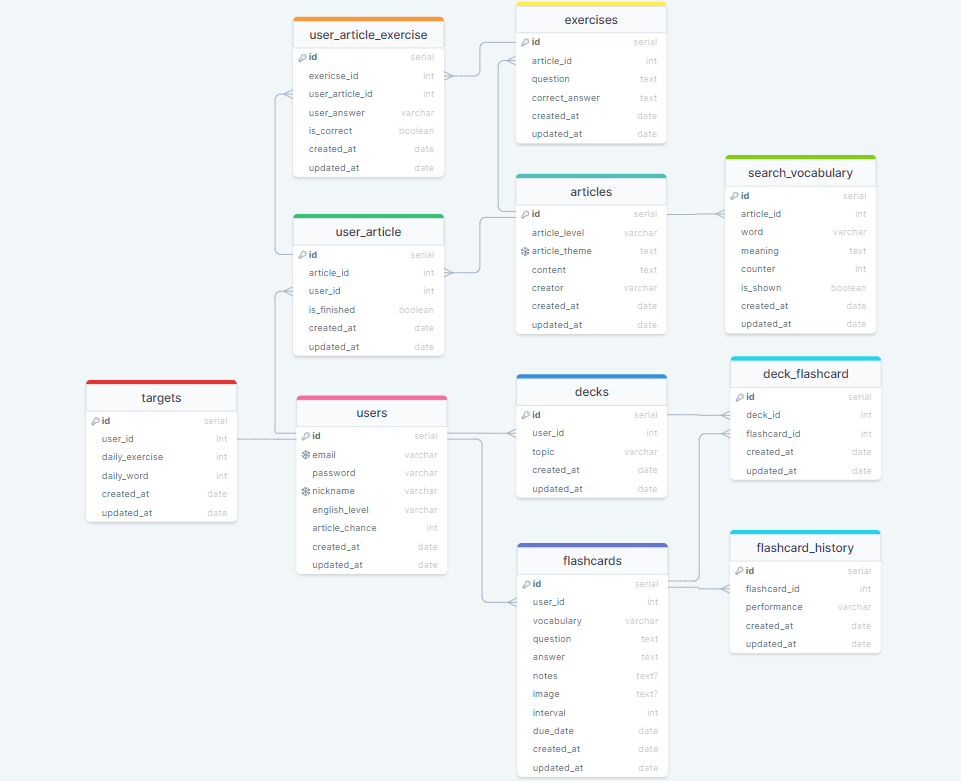 user_article_exercise
id serial
exericse_id int
user_article_id int
user_answer varchar
is_correct boolean
created_at date
updated_at date
exercises
id serial
article_id int
question text
correct_answer text
created_at date
updated_at date
search_vocabulary
id serial
article_id int
word varchar
meaning text
counter int
is_shown boolean
created_at date
updated_at date
articles
id serial
article_level varchar
article_theme text
content text
creator varchar
created_at date
updated_at date
user_article
id serial
article_id int
user_id int
is_finished boolean
created_at date
updated_at date
targets
id serial
user_id int
daily_exercise int
daily_word int
created_at date
updated_at date
users
id serial
email varchar
password varchar
nickname varchar
english_level varchar
article_chance int
created_at date
updated_at date
decks
id serial
user_id int
topic varchar
created_at date
updated_at date
deck_flashcard
id serial
deck_id int
flashcard_id int
created_at date
updated_at date
flashcards
id serial
user_id int
vocabulary varchar
question text
answer text
notes text?
image text?
interval int
due_date date
created_at date
updated_at date
flashcard_history
id serial
flashcard_id int
performance varchar
created_at date
updated_at date